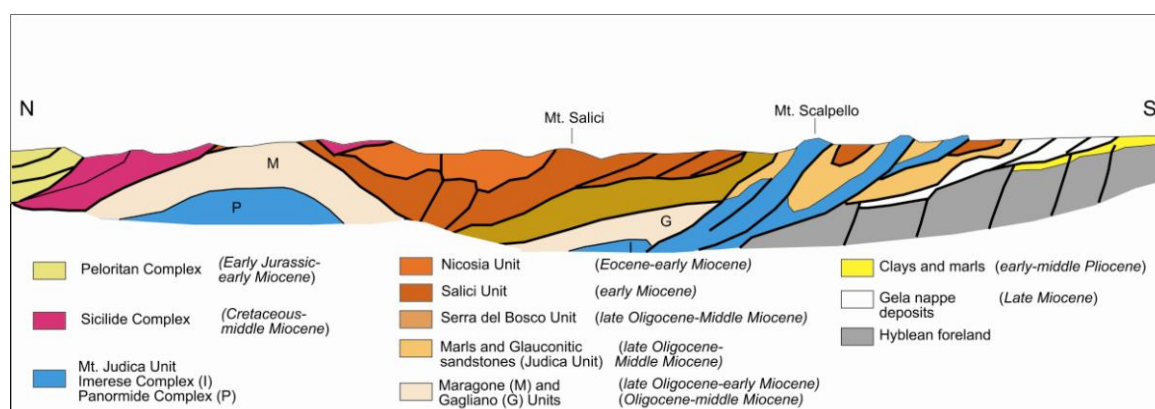 N
S
Mt. Salici
Mt. Scalpello
M
P
G
I
Peloritan Complex (Early Jurassic-
early Miocene)
Sicilide Complex (Cretaceous-
middle Miocene)
Mt. Judica Unit
Imerese Complex (I)
Panormide Complex (P)
Nicosia Unit (Eocene-early Miocene)
Salici Unit (early Miocene)
Serra del Bosco Unit (late Oligocene-Middle Miocene)
Marls and Glauconitic (late Oligocene-
sandstones (Judica Unit) Middle Miocene)
Maragone (M) and (late Oligocene-early Miocene)
Gagliano (G) Units (Oligocene-middle Miocene)
Clays and marls (early-middle Pliocene)
Gela nappe (Late Miocene)
deposits
Hyblean foreland